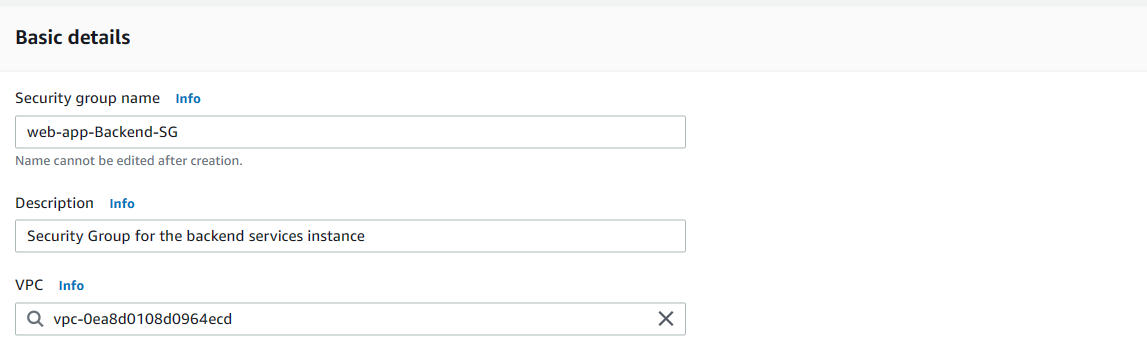 Basic details
Security group name Info
web-app-Backend-SG
Name cannot be edited after creation.
Description Info
Security Group for the backend services instance
VPC Info
vpc-0ea8d0108d0964ecd